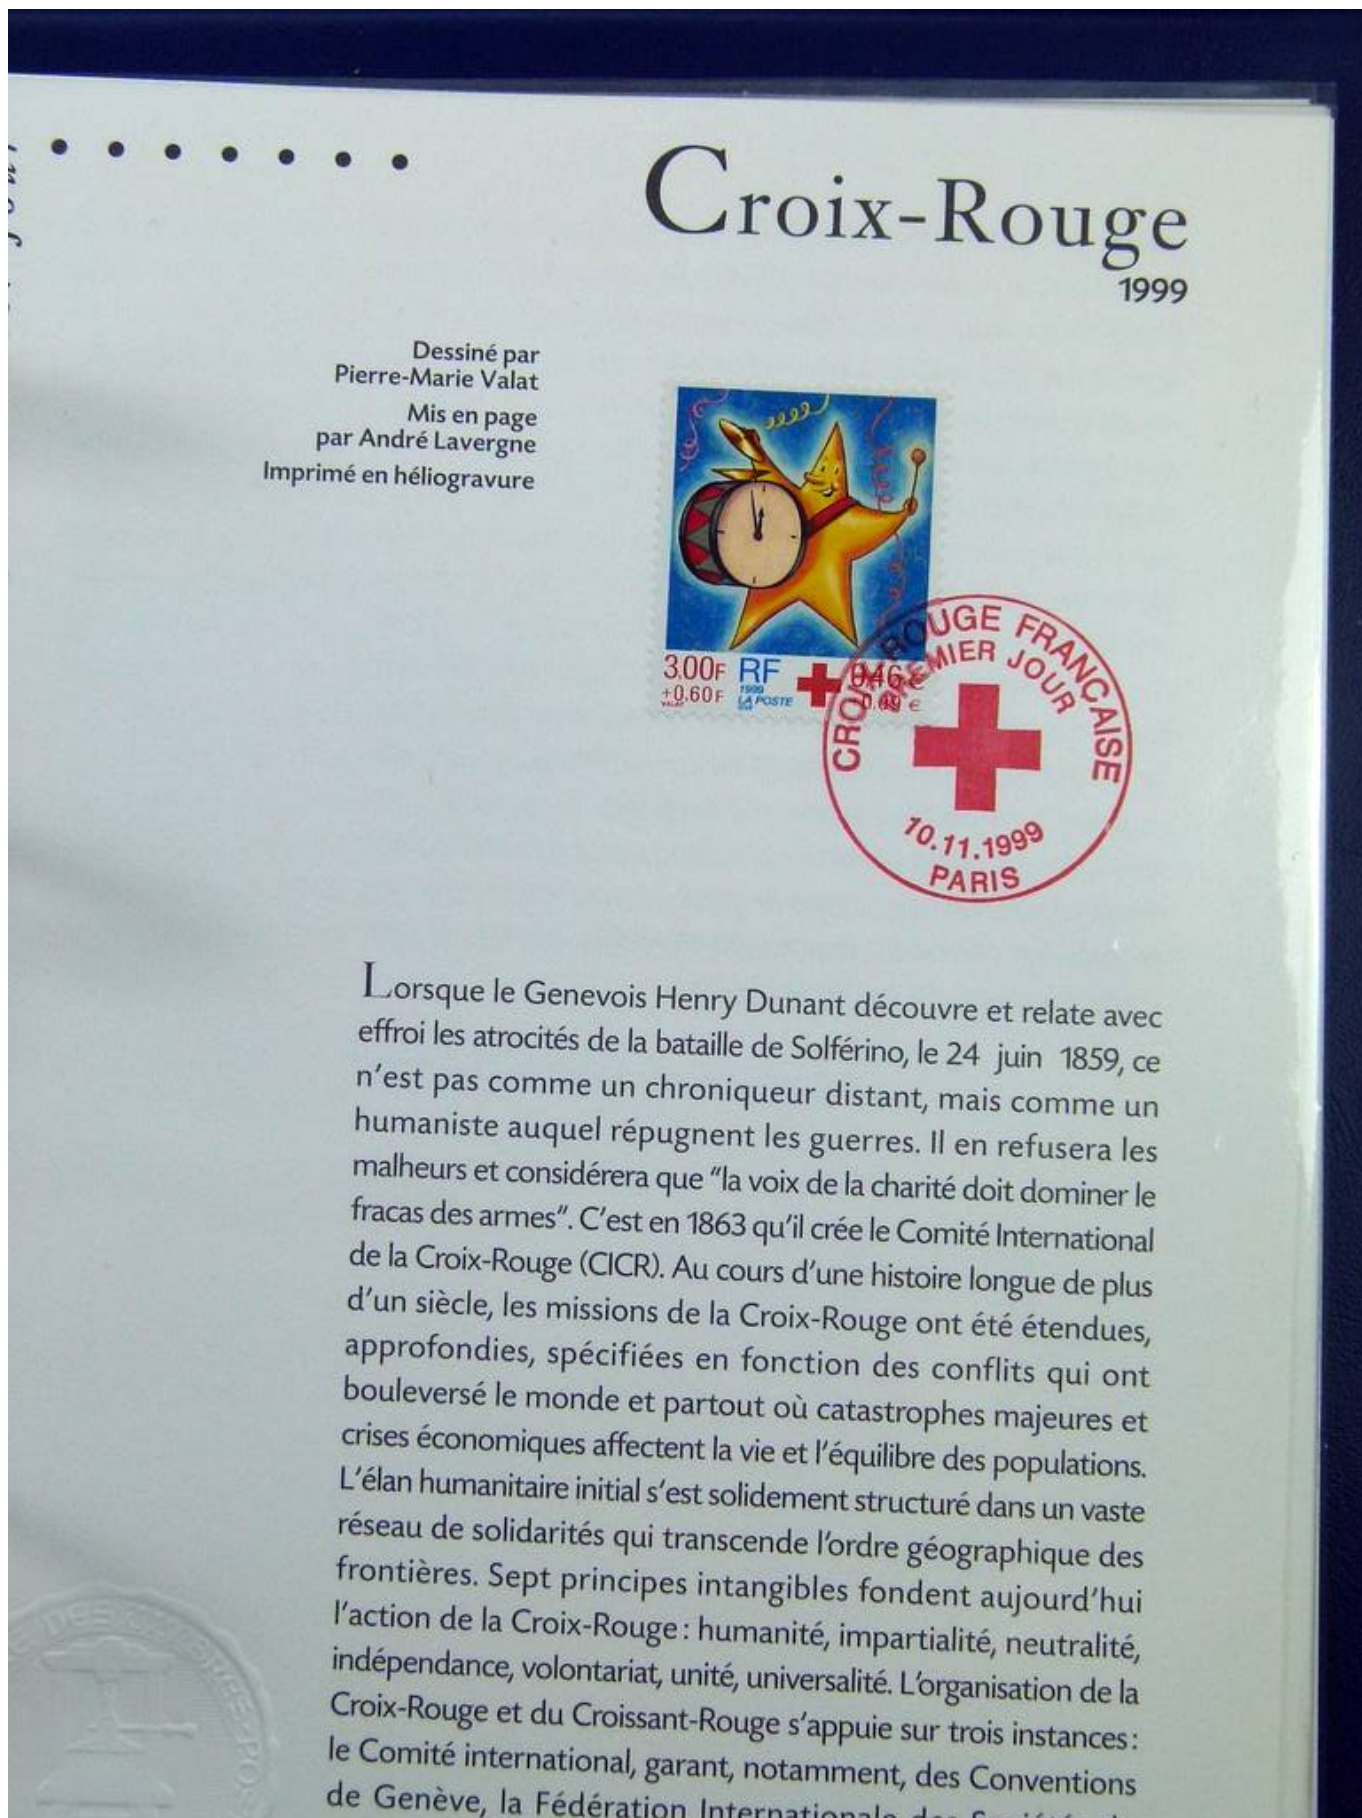 Croix-Rouge
1999
Dessiné par
Pierre-Marie Valat
Mis en page
par André Lavergne
Imprimé en héliogravure
3.00F RF 0.46 €
+0.60F 1999 0.09 €
VALAT LA POSTE
CROIX-ROUGE FRANÇAISE
PREMIER JOUR
10.11.1999
PARIS
Lorsque le Genevois Henry Dunant découvre et relate avec
effroi les atrocités de la bataille de Solférino, le 24 juin 1859, ce
n'est pas comme un chroniqueur distant, mais comme un
humaniste auquel répugnent les guerres. Il en refusera les
malheurs et considérera que "la voix de la charité doit dominer le
fracas des armes". C'est en 1863 qu'il crée le Comité International
de la Croix-Rouge (CICR). Au cours d'une histoire longue de plus
d'un siècle, les missions de la Croix-Rouge ont été étendues,
approfondies, spécifiées en fonction des conflits qui ont
bouleversé le monde et partout où catastrophes majeures et
crises économiques affectent la vie et l'équilibre des populations.
L'élan humanitaire initial s'est solidement structuré dans un vaste
réseau de solidarités qui transcende l'ordre géographique des
frontières. Sept principes intangibles fondent aujourd'hui
l'action de la Croix-Rouge : humanité, impartialité, neutralité,
indépendance, volontariat, unité, universalité. L'organisation de la
Croix-Rouge et du Croissant-Rouge s'appuie sur trois instances :
le Comité international, garant, notamment, des Conventions
de Genève, la Fédération Internationale des